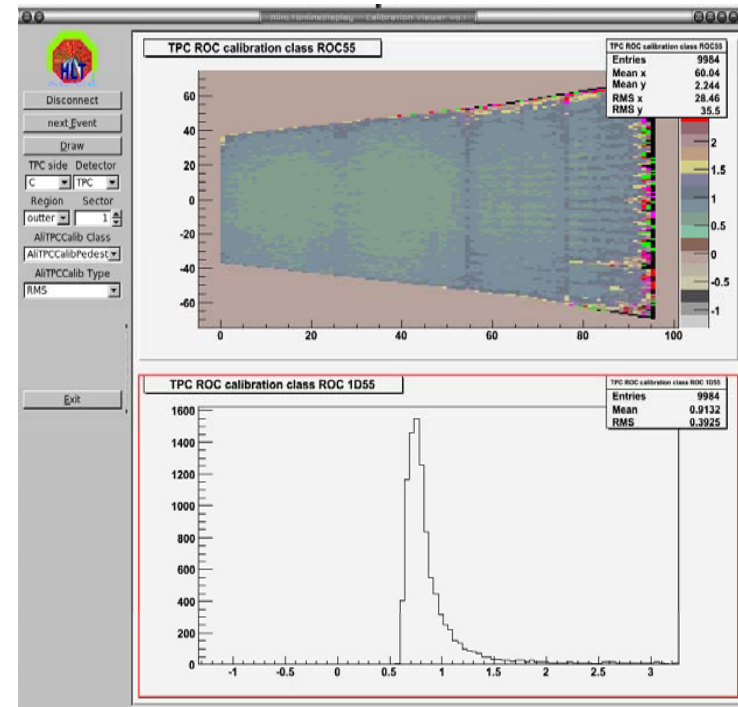 HLT
Disconnect
next Event
Draw
TPC side Detector
C TPC
Region Sector
outter 1
AliTPCCalib Class
AliTPCCalibPedest
AliTPCCalib Type
RMS
Exit
TPC ROC calibration class ROC55
TPC ROC calibration class ROC55
Entries 9984
Mean x 60.04
Mean y 2.244
RMS x 28.46
RMS y 35.5
60
40
20
0
-20
-40
-60
0 20 40 60 80 100
2
1.5
1
0.5
0
-0.5
-1
TPC ROC calibration class ROC 1D55
TPC ROC calibration class ROC 1D55
Entries 9984
Mean 0.9132
RMS 0.3925
1600
1400
1200
1000
800
600
400
200
0
-1 -0.5 0 0.5 1 1.5 2 2.5 3